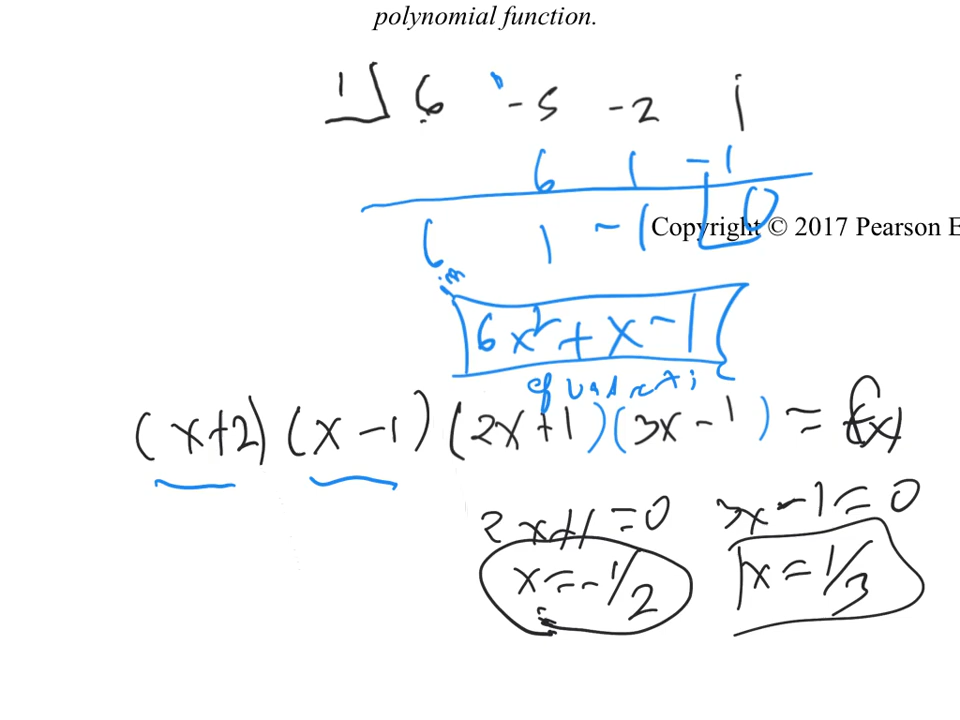 polynomial function.
1 6 -5 -2 1
6 1 -1
6 1 -1 0
Copyright © 2017 Pearson E
6x² + x - 1
(x+2) (x-1) (2x+1)(3x-1) = f(x)
2x+1=0 3x-1=0
x=-1/2 x=1/3